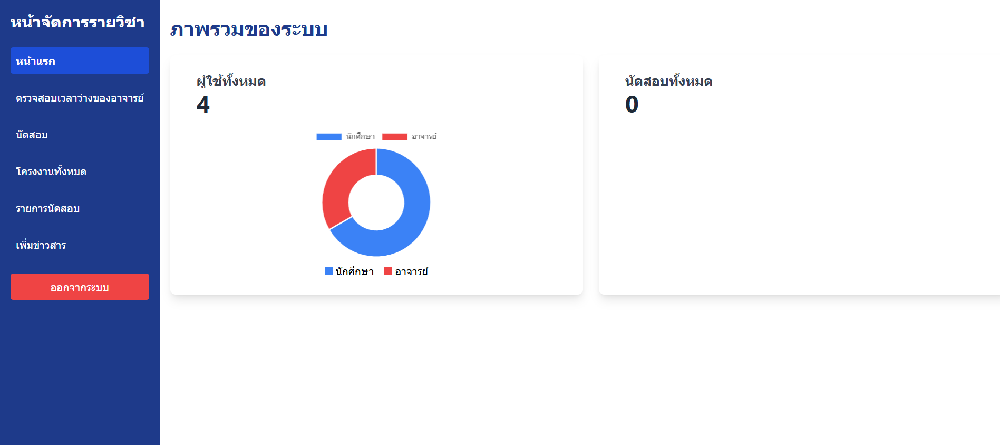 หน้าจัดการรายวิชา
หน้าแรก
ตรวจสอบเวลาว่างของอาจารย์
นัดสอบ
โครงงานทั้งหมด
รายการนัดสอบ
เพิ่มข่าวสาร
ออกจากระบบ
ภาพรวมของระบบ
ผู้ใช้ทั้งหมด
4
นักศึกษา อาจารย์
นักศึกษา อาจารย์
นัดสอบทั้งหมด
0